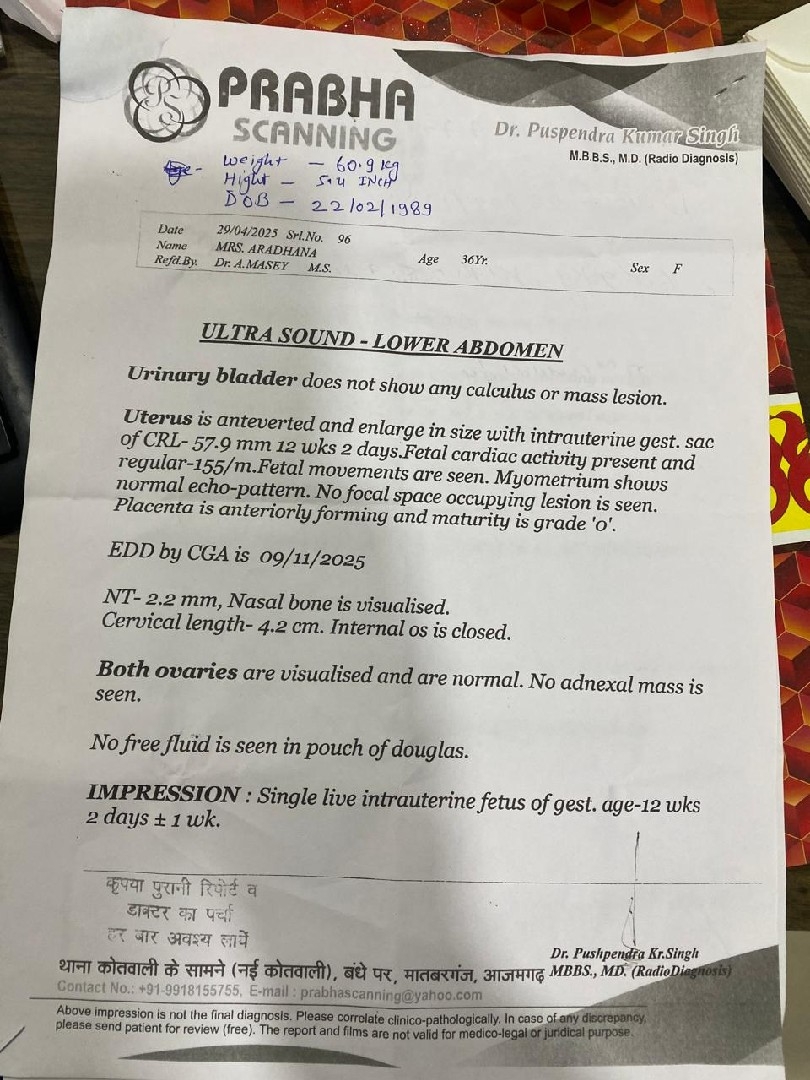 PRABHA
SCANNING
Dr. Puspendra Kumar Singh
M.B.B.S., M.D. (Radio Diagnosis)
Weight - 60.9 kg
Hight - 5.4 INCH
DOB - 22/02/1989
Date 29/04/2025 Srl.No. 96
Name MRS. ARADHANA Age 36Yr. Sex F
Refd.By. Dr. A.MASEY M.S.
ULTRA SOUND - LOWER ABDOMEN
Urinary bladder does not show any calculus or mass lesion.
Uterus is anteverted and enlarge in size with intrauterine gest. sac
of CRL- 57.9 mm 12 wks 2 days.Fetal cardiac activity present and
regular-155/m.Fetal movements are seen. Myometrium shows
normal echo-pattern. No focal space occupying lesion is seen.
Placenta is anteriorly forming and maturity is grade 'o'.
EDD by CGA is 09/11/2025
NT- 2.2 mm, Nasal bone is visualised.
Cervical length- 4.2 cm. Internal os is closed.
Both ovaries are visualised and are normal. No adnexal mass is
seen.
No free fluid is seen in pouch of douglas.
IMPRESSION : Single live intrauterine fetus of gest. age-12 wks
2 days ± 1 wk.
कृपया पुरानी रिपोर्ट व
डाक्टर का पर्चा
हर बार अवश्य लायें
Dr. Pushpendra Kr.Singh
MBBS., MD. (RadioDiagnosis)
थाना कोतवाली के सामने (नई कोतवाली), बंधे पर, मातबरगंज, आजमगढ़
Contact No.: +91-9918155755, E-mail : prabhascanning@yahoo.com
Above impression is not the final diagnosis. Please corrolate clinico-pathologically. In case of any discrepancy,
please send patient for review (free). The report and films are not valid for medico-legal or juridical purpose.